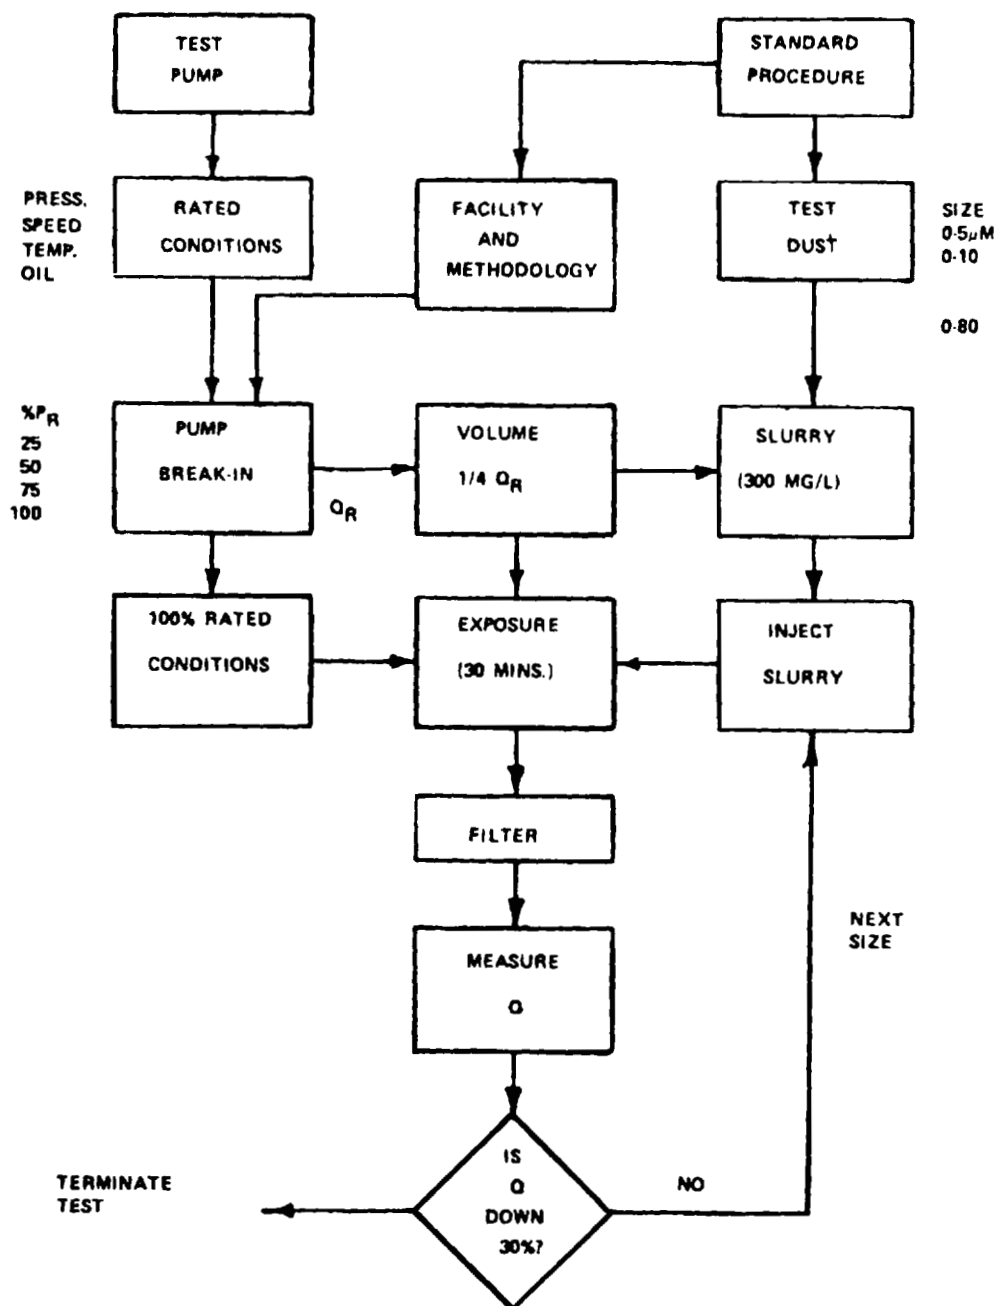 TEST
PUMP
STANDARD
PROCEDURE
PRESS.
SPEED
TEMP.
OIL
RATED
CONDITIONS
FACILITY
AND
METHODOLOGY
TEST
DUST
SIZE
0·5μM
0·10
0·80
%PR
25
50
75
100
PUMP
BREAK-IN
QR
VOLUME
1/4 QR
SLURRY
(300 MG/L)
100% RATED
CONDITIONS
EXPOSURE
(30 MINS.)
INJECT
SLURRY
FILTER
MEASURE
Q
NEXT
SIZE
IS
Q
DOWN
30%?
NO
TERMINATE
TEST